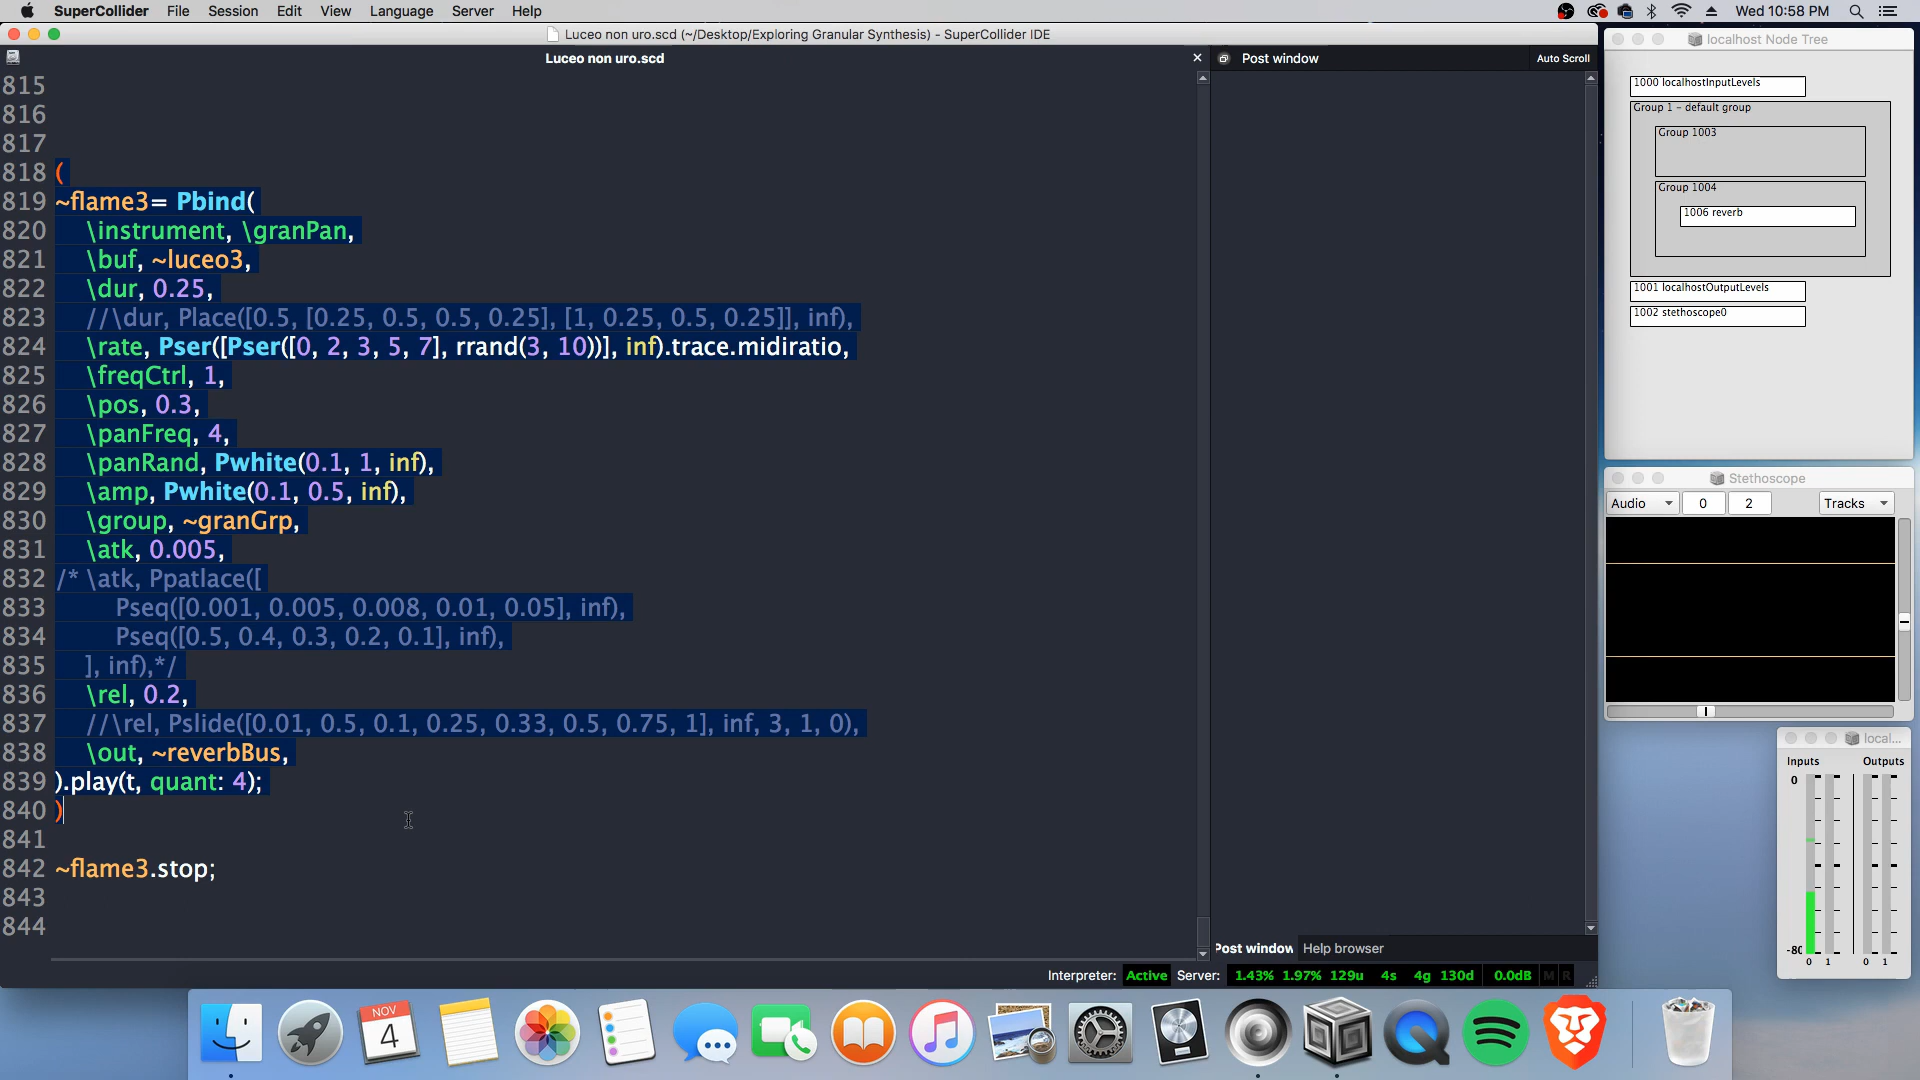 SuperCollider File Session Edit View Language Server Help
Wed 10:58 PM
Luceo non uro.scd (~/Desktop/Exploring Granular Synthesis) - SuperCollider IDE
Luceo non uro.scd
815
816
817
818 (
819 ~flame3= Pbind(
820 \instrument, \granPan,
821 \buf, ~luceo3,
822 \dur, 0.25,
823 //\dur, Place([0.5, [0.25, 0.5, 0.5, 0.25], [1, 0.25, 0.5, 0.25]], inf),
824 \rate, Pser([Pser([0, 2, 3, 5, 7], rrand(3, 10))], inf).trace.midiratio,
825 \freqCtrl, 1,
826 \pos, 0.3,
827 \panFreq, 4,
828 \panRand, Pwhite(0.1, 1, inf),
829 \amp, Pwhite(0.1, 0.5, inf),
830 \group, ~granGrp,
831 \atk, 0.005,
832 /* \atk, Ppatlace([
833 Pseq([0.001, 0.005, 0.008, 0.01, 0.05], inf),
834 Pseq([0.5, 0.4, 0.3, 0.2, 0.1], inf),
835 ], inf),*/
836 \rel, 0.2,
837 //\rel, Pslide([0.01, 0.5, 0.1, 0.25, 0.33, 0.5, 0.75, 1], inf, 3, 1, 0),
838 \out, ~reverbBus,
839 ).play(t, quant: 4);
840 )
841
842 ~flame3.stop;
843
844
Post window
Auto Scroll
Post window Help browser
Interpreter: Active Server: 1.43% 1.97% 129u 4s 4g 130d 0.0dB M R
localhost Node Tree
1000 localhostInputLevels
Group 1 - default group
Group 1003
Group 1004
1006 reverb
1001 localhostOutputLevels
1002 stethoscope0
Stethoscope
Audio 0 2 Tracks
local...
Inputs Outputs
0
-80
0 1 0 1
NOV
4